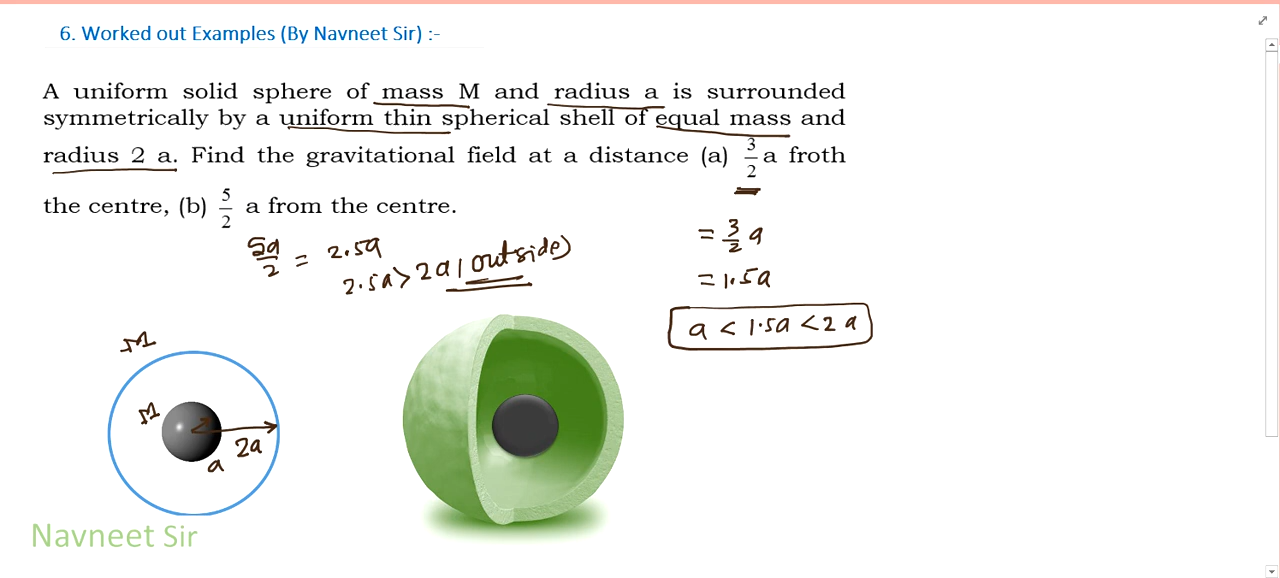 6. Worked out Examples (By Navneet Sir) :-
A uniform solid sphere of mass M and radius a is surrounded
symmetrically by a uniform thin spherical shell of equal mass and
radius 2 a. Find the gravitational field at a distance (a) 3/2 a froth
the centre, (b) 5/2 a from the centre.
5a/2 = 2.5a
2.5a > 2a (outside)
= 3/2 a
= 1.5a
a < 1.5a < 2a
M
M
2a
a
Navneet Sir